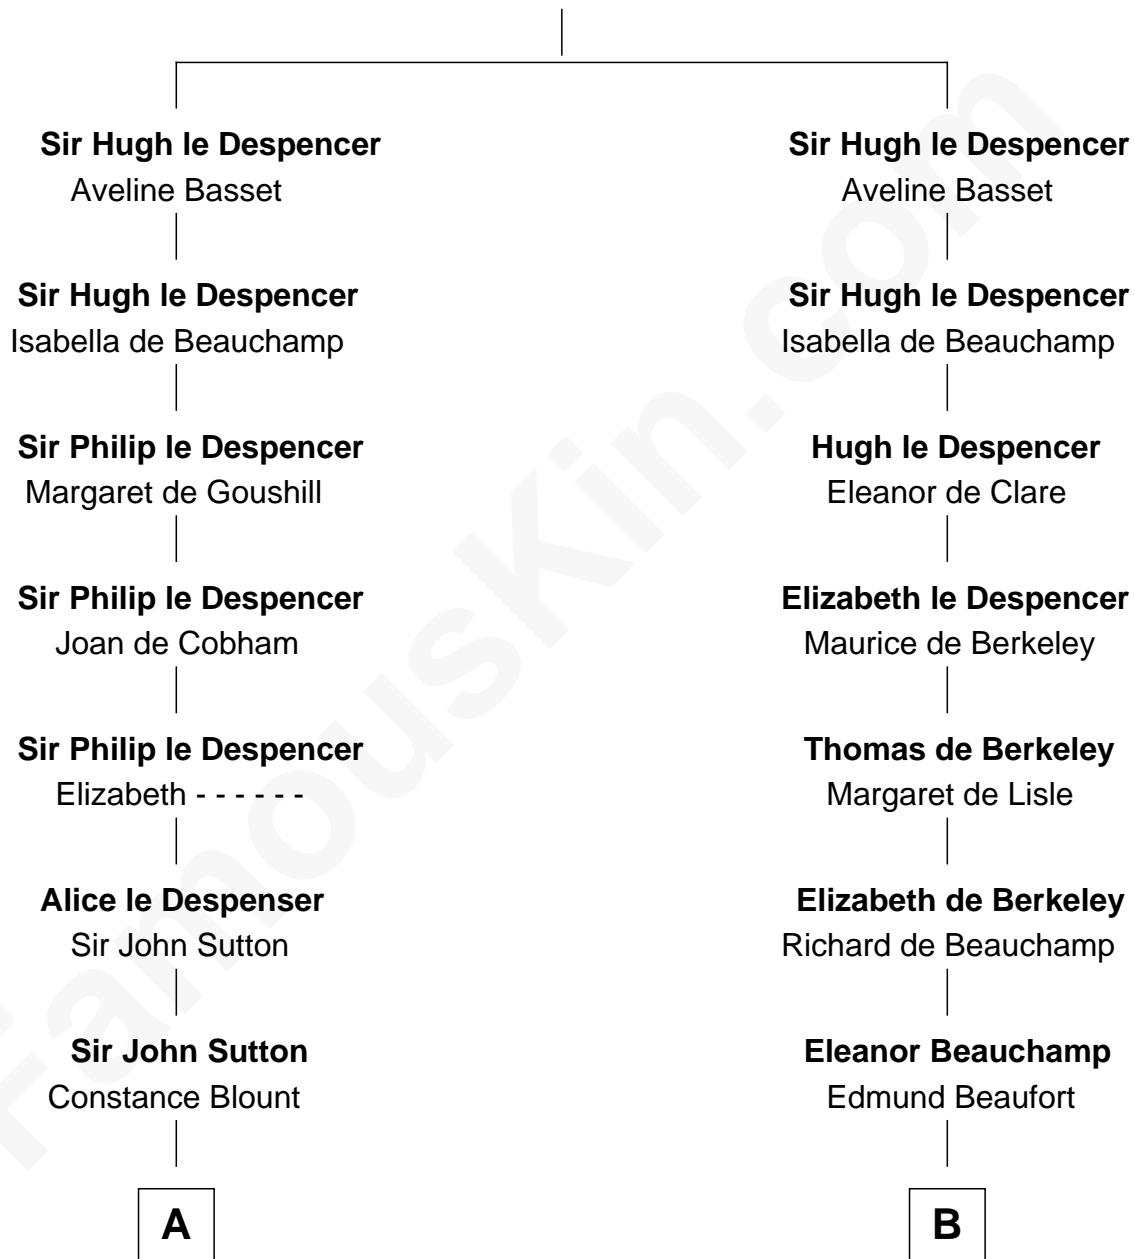 Sir Hugh le Despencer
Aveline Basset
Sir Hugh le Despencer
Isabella de Beauchamp
Sir Philip le Despencer
Margaret de Goushill
Sir Philip le Despencer
Joan de Cobham
Sir Philip le Despencer
Elizabeth - - - - - -
Alice le Despenser
Sir John Sutton
Sir John Sutton
Constance Blount
A
Sir Hugh le Despencer
Aveline Basset
Sir Hugh le Despencer
Isabella de Beauchamp
Hugh le Despencer
Eleanor de Clare
Elizabeth le Despencer
Maurice de Berkeley
Thomas de Berkeley
Margaret de Lisle
Elizabeth de Berkeley
Richard de Beauchamp
Eleanor Beauchamp
Edmund Beaufort
B
FamousKin.com